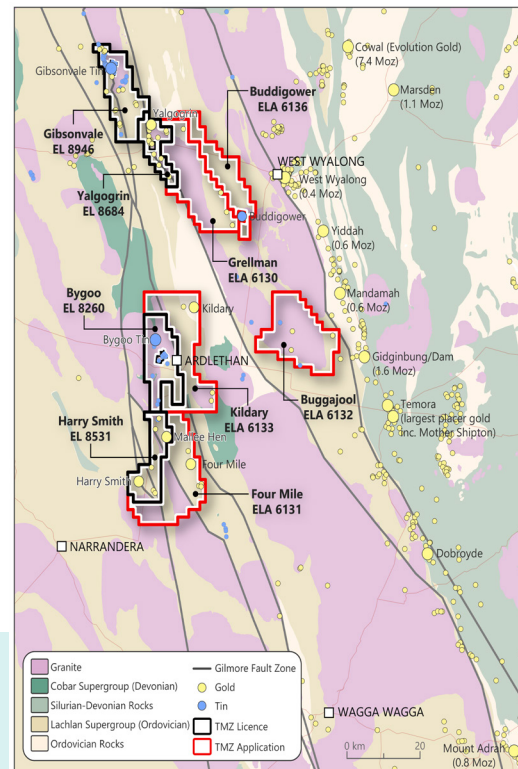 Cowal (Evolution Gold)
(7.4 Moz)
Gibsonvale Tin
Buddigower
ELA 6136
Marsden
(1.1 Moz)
Gibsonvale
EL 8946
Yalgogrin
WEST WYALONG
West Wyalong
(0.4 Moz)
Yalgogrin
EL 8684
Buddigower
Yiddah
(0.6 Moz)
Grellman
ELA 6130
Bygoo
EL 8260
Kildary
Mandamah
(0.6 Moz)
Bygoo Tin
ARDLETHAN
Gidginbung/Dam
(1.6 Moz)
Buggajool
ELA 6132
Kildary
ELA 6133
Temora
(largest placer gold
inc. Mother Shipton)
Harry Smith
EL 8531
Mallee Hen
Four Mile
Harry Smith
Four Mile
ELA 6131
NARRANDERA
Dobroyde
Granite
Cobar Supergroup (Devonian)
Silurian-Devonian Rocks
Lachlan Supergroup (Ordovician)
Ordovician Rocks
Gilmore Fault Zone
Gold
Tin
TMZ Licence
TMZ Application
WAGGA WAGGA
0 km 20
Mount Adrah
(0.8 Moz)